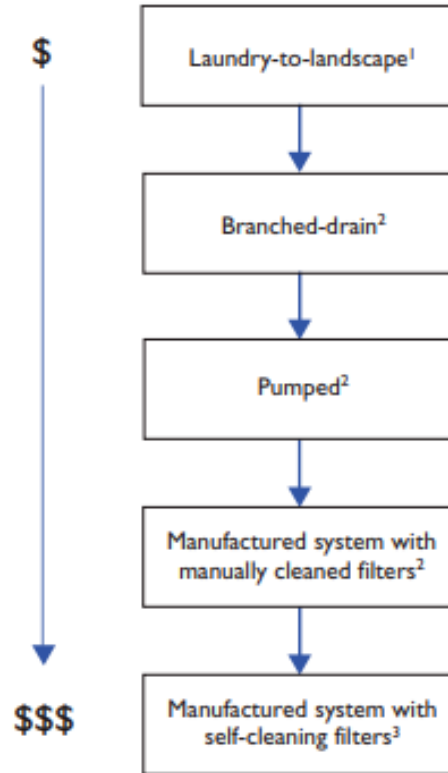 $
Laundry-to-landscape¹
Branched-drain²
Pumped²
Manufactured system with
manually cleaned filters²
$$$
Manufactured system with
self-cleaning filters³